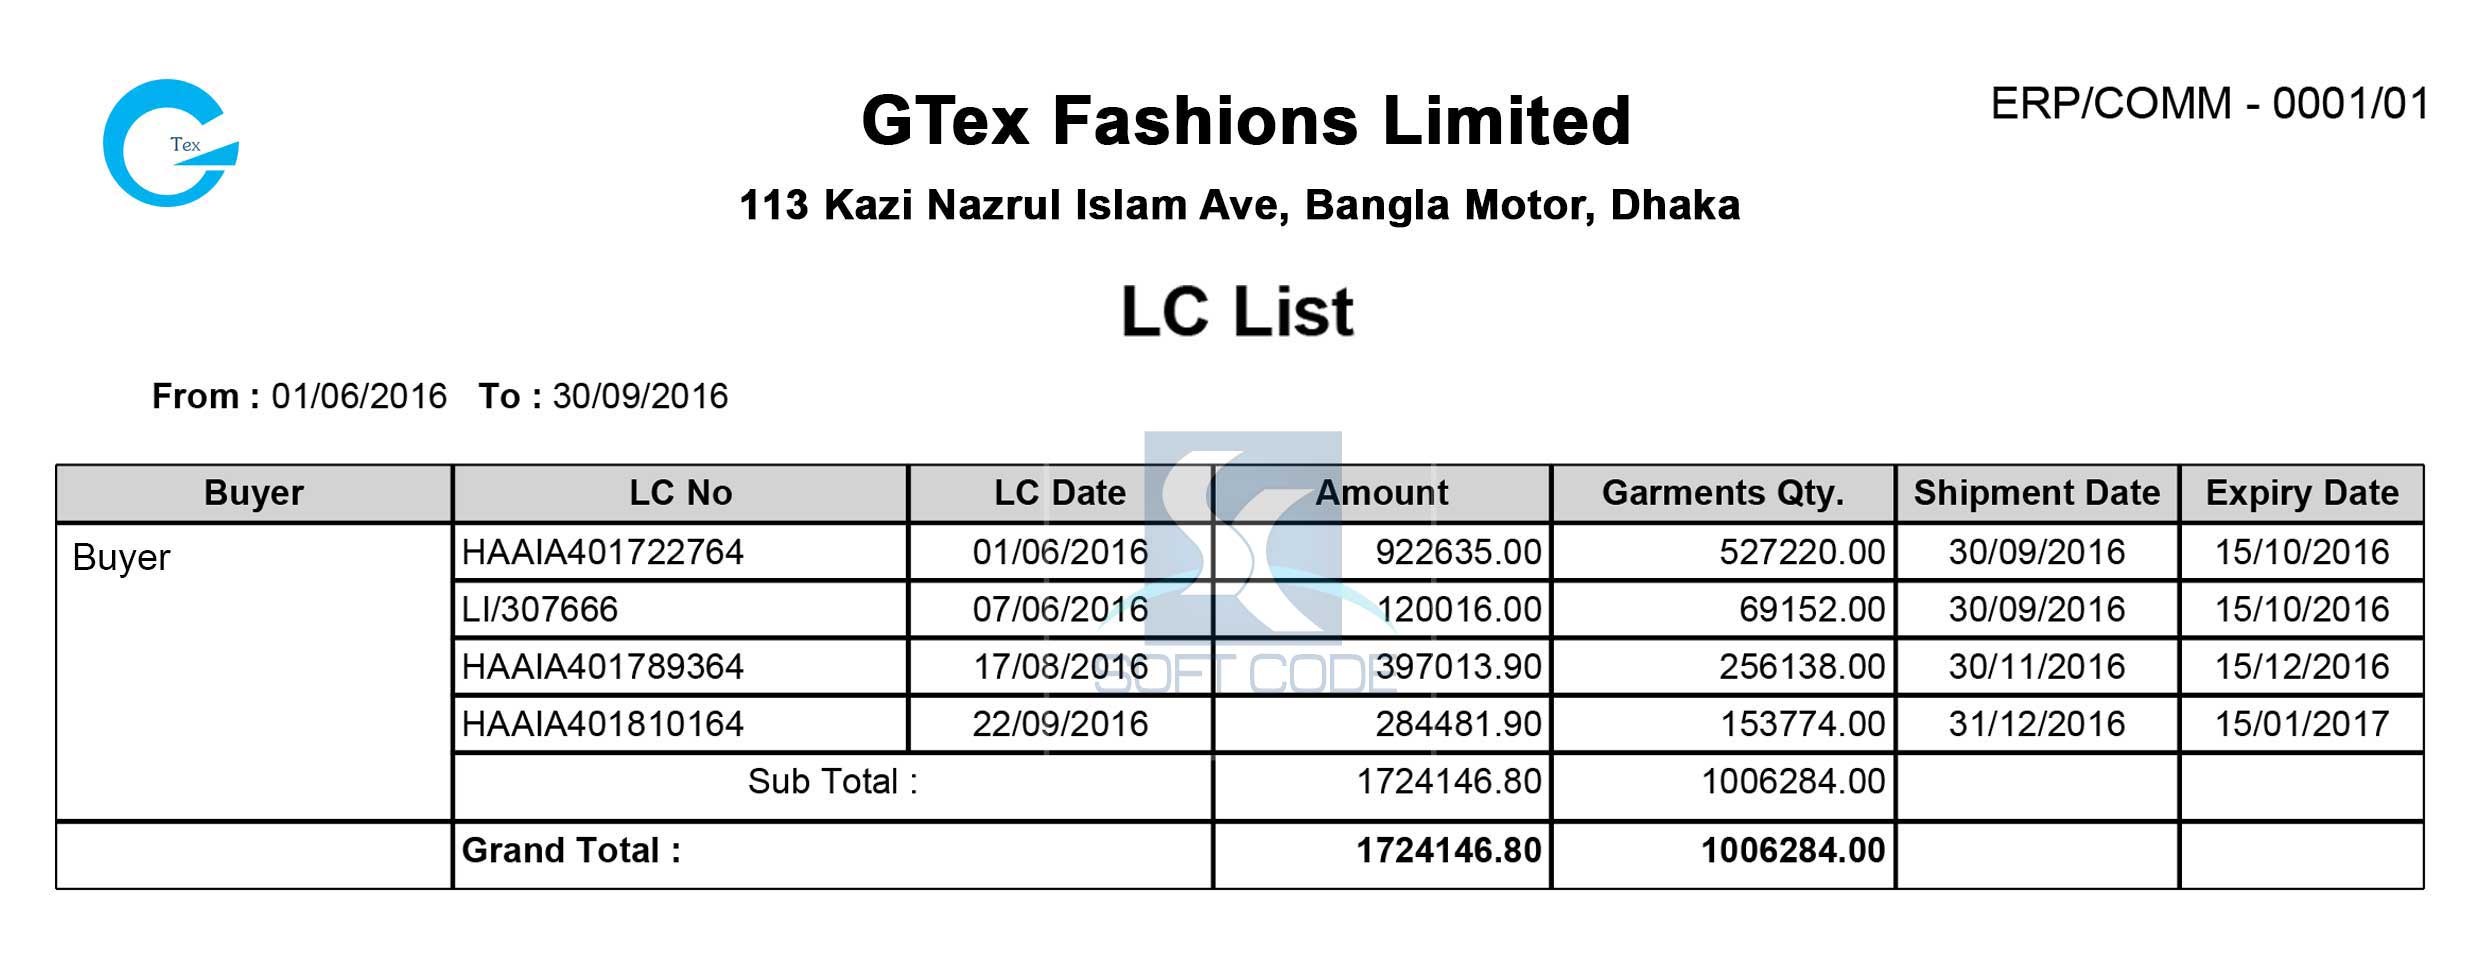 Tex
GTex Fashions Limited
ERP/COMM - 0001/01
113 Kazi Nazrul Islam Ave, Bangla Motor, Dhaka
LC List
From : 01/06/2016 To : 30/09/2016
Buyer LC No LC Date Amount Garments Qty. Shipment Date Expiry Date
Buyer HAAIA401722764 01/06/2016 922635.00 527220.00 30/09/2016 15/10/2016
LI/307666 07/06/2016 120016.00 69152.00 30/09/2016 15/10/2016
HAAIA401789364 17/08/2016 397013.90 256138.00 30/11/2016 15/12/2016
SOFT CODE
HAAIA401810164 22/09/2016 284481.90 153774.00 31/12/2016 15/01/2017
Sub Total : 1724146.80 1006284.00
Grand Total : 1724146.80 1006284.00